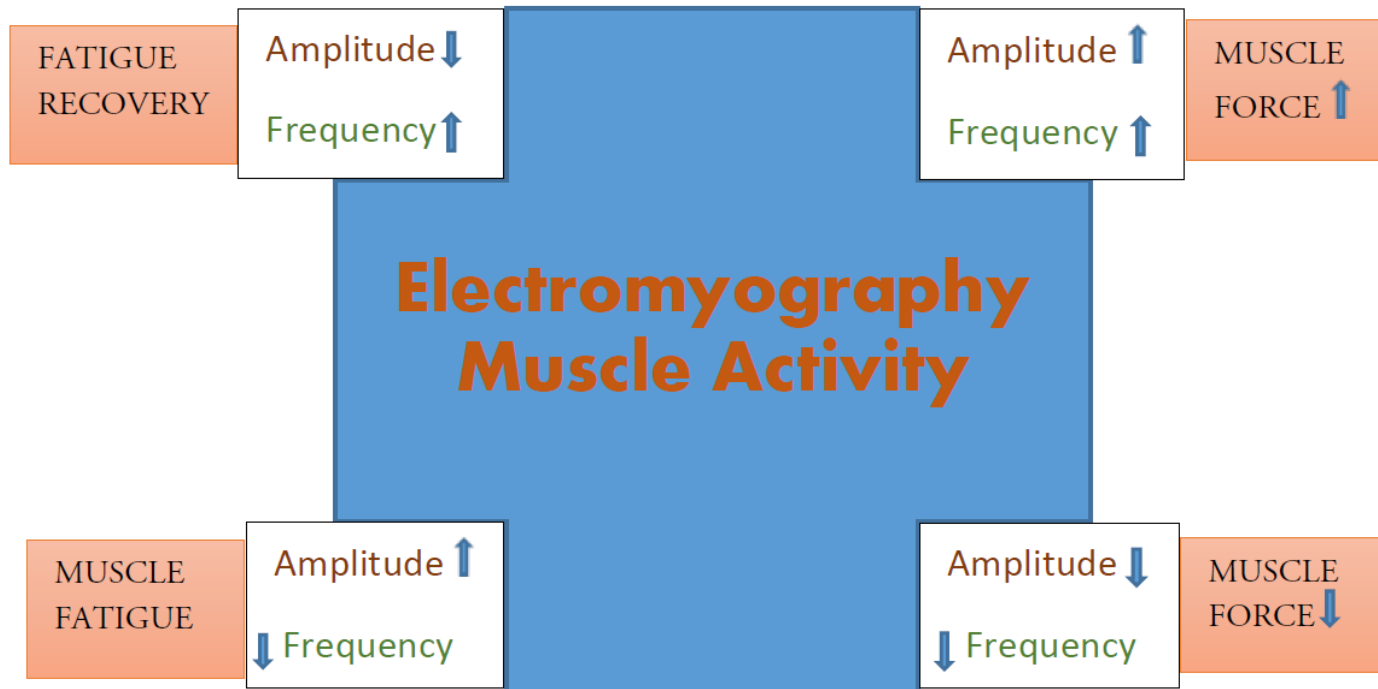 FATIGUE
RECOVERY
Amplitude
Frequency
Amplitude
Frequency
MUSCLE
FORCE
Electromyography
Muscle Activity
MUSCLE
FATIGUE
Amplitude
Frequency
Amplitude
Frequency
MUSCLE
FORCE